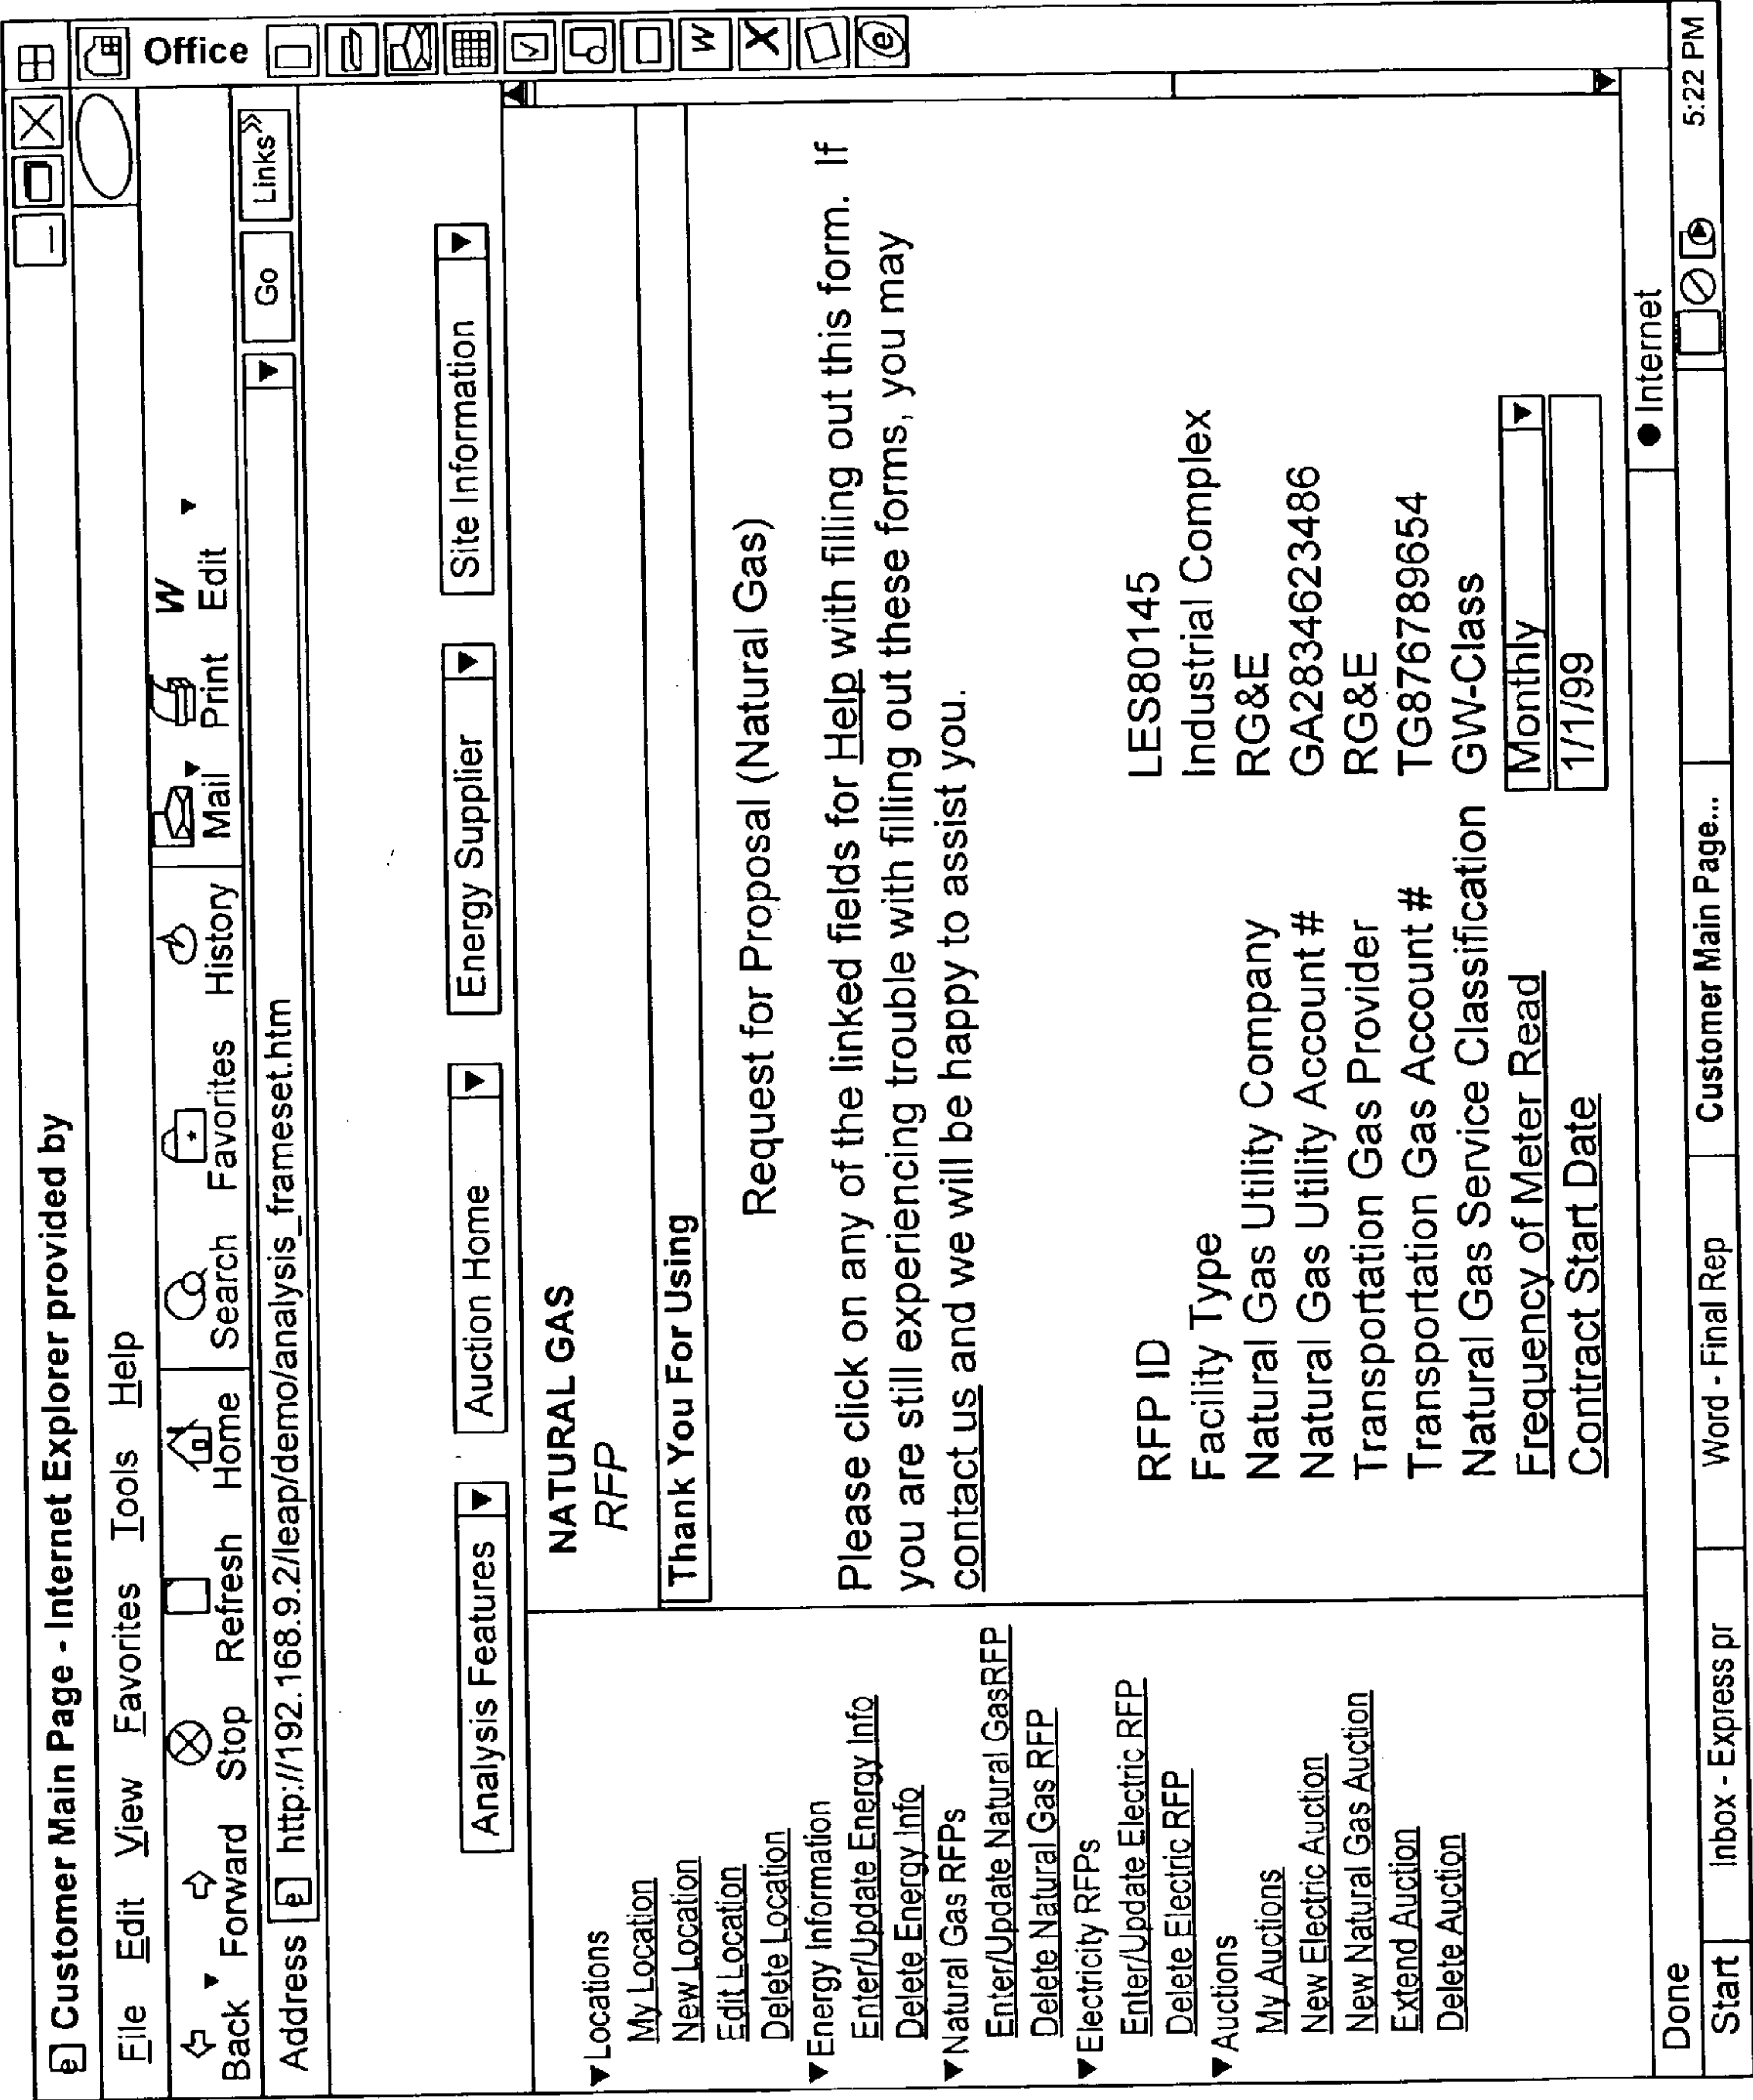 Customer Main Page - Internet Explorer provided by
Office
File Edit View Favorites Tools Help
Back Forward Stop Refresh Home Search Favorites History Mail Print Edit
W
Address http://192.168.9.2/leap/demo/analysis_frameset.htm Go Links»
Analysis Features Auction Home Energy Supplier Site Information
▼Locations
My Location
New Location
Edit Location
Delete Location
▼Energy Information
Enter/Update Energy Info
Delete Energy Info
▼Natural Gas RFPs
Enter/Update Natural GasRFP
Delete Natural Gas RFP
▼Electricity RFPs
Enter/Update Electric RFP
Delete Electric RFP
▼Auctions
My Auctions
New Electric Auction
New Natural Gas Auction
Extend Auction
Delete Auction
NATURAL GAS
RFP
Thank You For Using
Request for Proposal (Natural Gas)
Please click on any of the linked fields for Help with filling out this form. If
you are still experiencing trouble with filling out these forms, you may
contact us and we will be happy to assist you.
RFP ID LES80145
Facility Type Industrial Complex
Natural Gas Utility Company RG&E
Natural Gas Utility Account # GA28346234​86
Transportation Gas Provider RG&E
Transportation Gas Account # TG876789654
Natural Gas Service Classification GW-Class
Frequency of Meter Read Monthly
Contract Start Date 1/1/99
W
X
e
Done Internet
Start Inbox - Express pr Word - Final Rep Customer Main Page... 5:22 PM